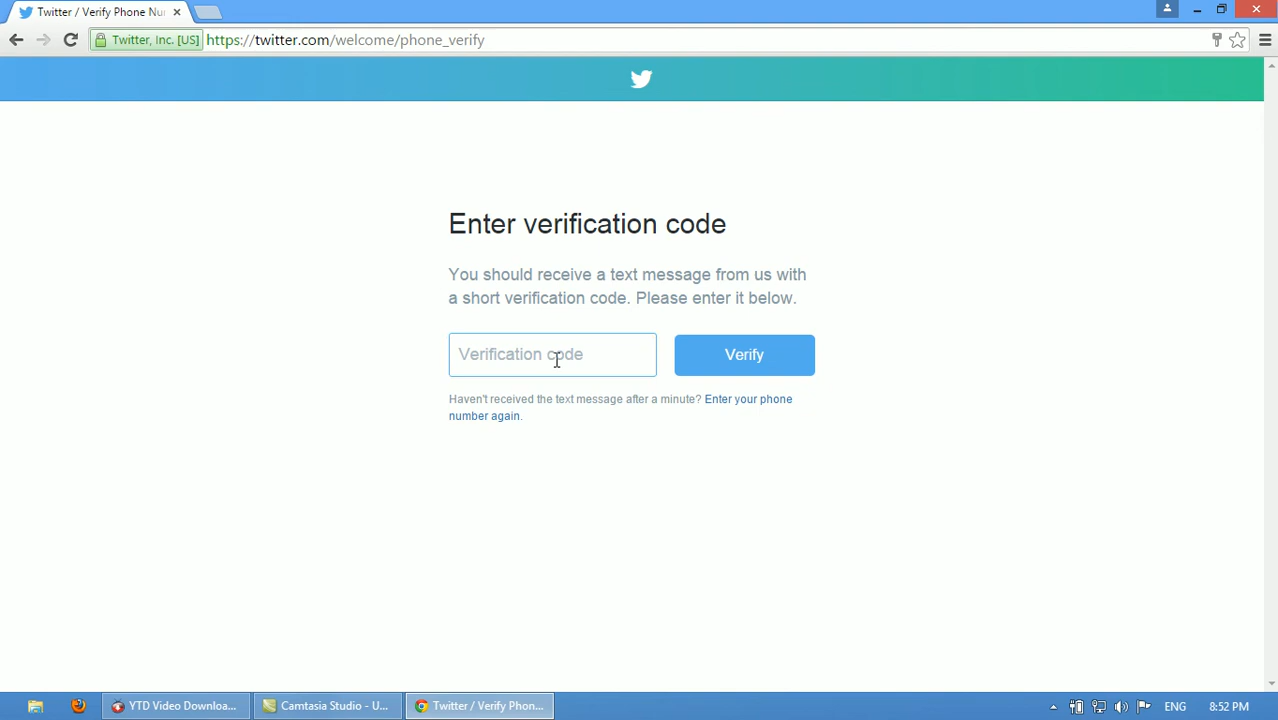 Twitter / Verify Phone Nu
Twitter, Inc. [US] https://twitter.com/welcome/phone_verify
Enter verification code
You should receive a text message from us with
a short verification code. Please enter it below.
Verification code
Verify
Haven't received the text message after a minute? Enter your phone
number again.
YTD Video Downloa...
Camtasia Studio - U...
Twitter / Verify Phon...
ENG
8:52 PM